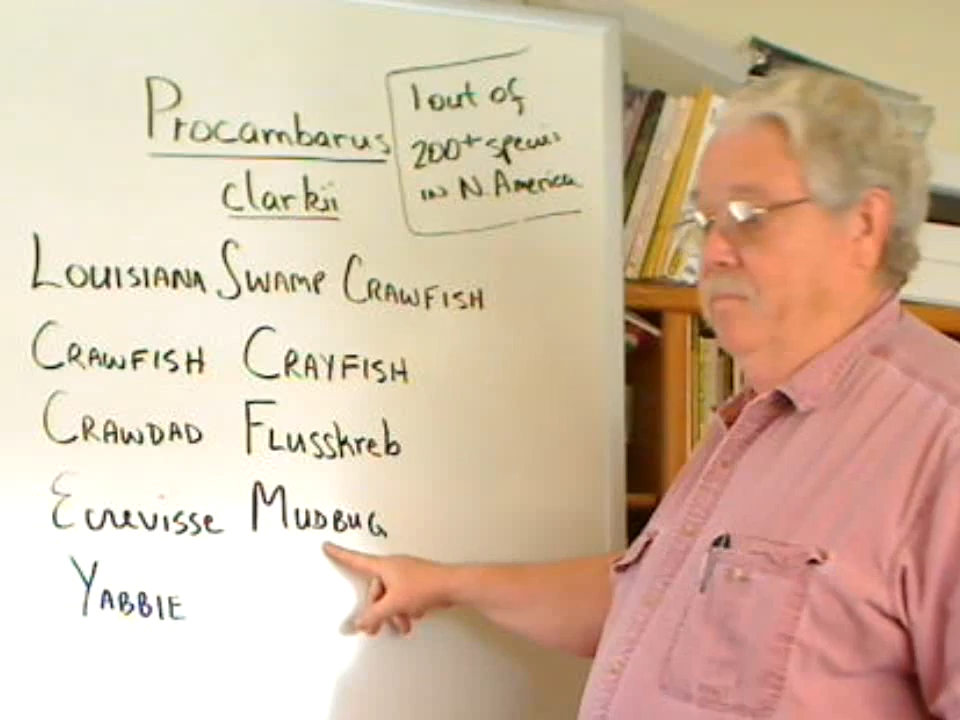 Procambarus
clarkii
1 out of
200+ species
in N. America
Louisiana Swamp Crawfish
Crawfish Crayfish
Crawdad Flusskreb
Ecrevisse Mudbug
Yabbie